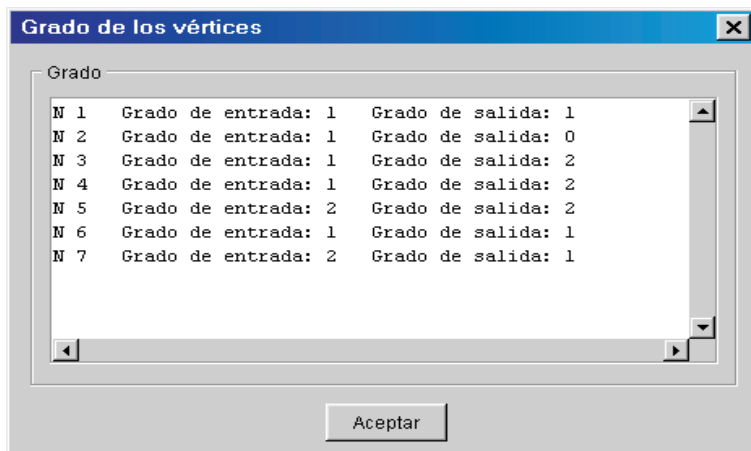 Grado de los vértices
Grado
N 1 Grado de entrada: 1 Grado de salida: 1
N 2 Grado de entrada: 1 Grado de salida: 0
N 3 Grado de entrada: 1 Grado de salida: 2
N 4 Grado de entrada: 1 Grado de salida: 2
N 5 Grado de entrada: 2 Grado de salida: 2
N 6 Grado de entrada: 1 Grado de salida: 1
N 7 Grado de entrada: 2 Grado de salida: 1
Aceptar